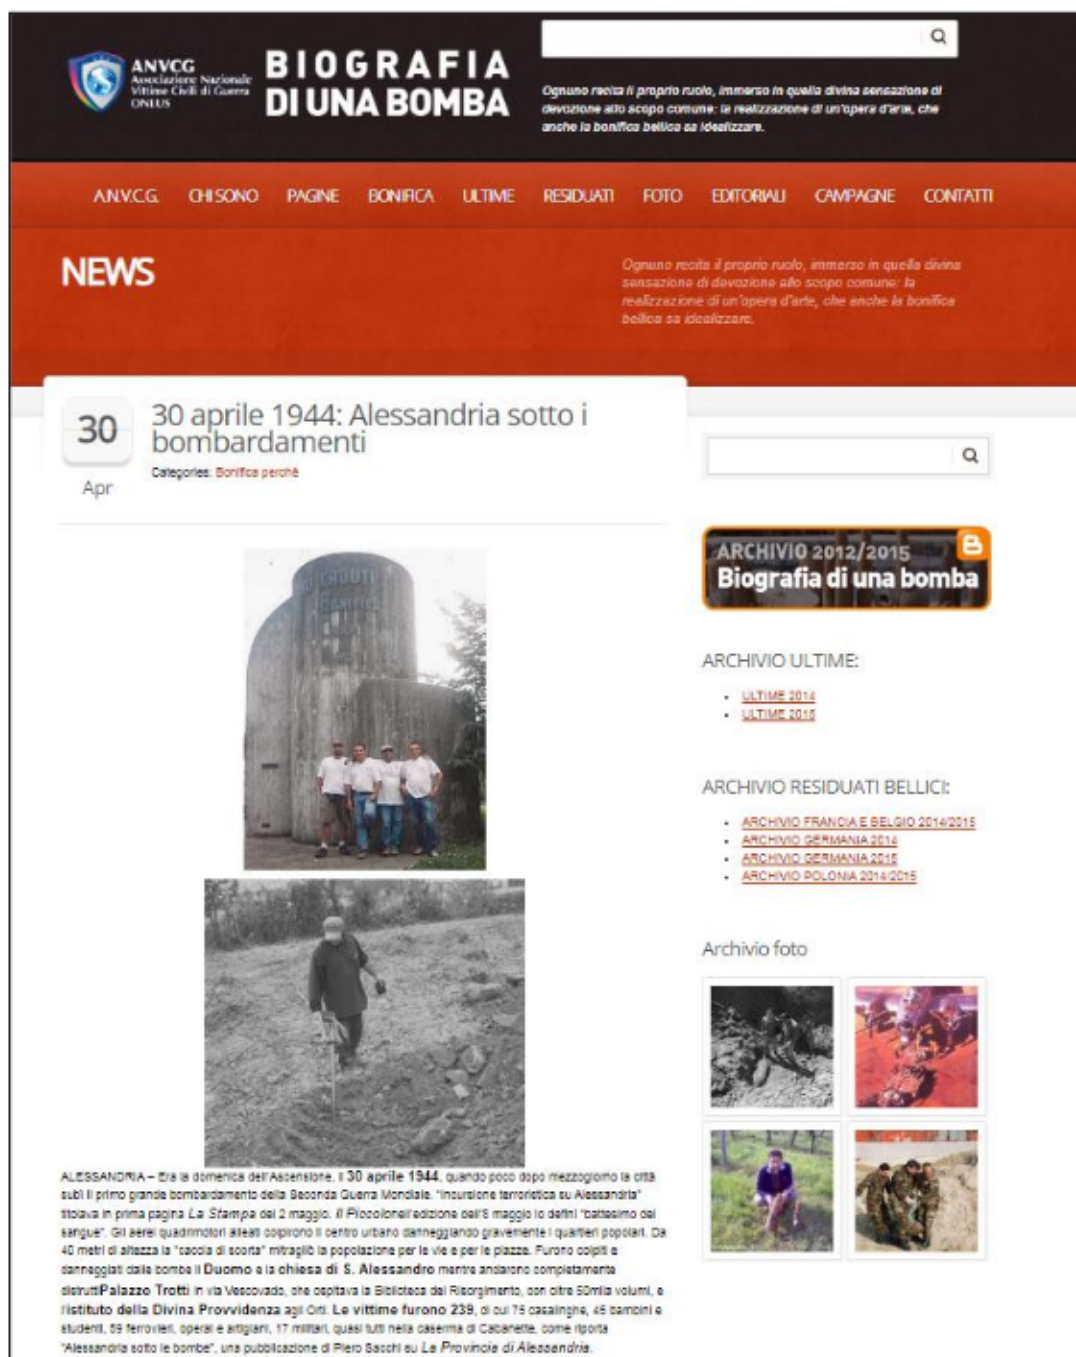 ANVCG
Associazione Nazionale
Vittime Civili di Guerra
ONLUS
BIOGRAFIA
DI UNA BOMBA
Ognuno recita il proprio ruolo, immerso in quella divina sensazione di
devozione allo scopo comune: la realizzazione di un'opera d'arte, che
anche la bonifica bellica sa idealizzare.
A.N.V.C.G. CHI SONO PAGINE BONIFICA ULTIME RESIDUATI FOTO EDITORIALI CAMPAGNE CONTATTI
NEWS
Ognuno recita il proprio ruolo, immerso in quella divina
sensazione di devozione allo scopo comune: la
realizzazione di un'opera d'arte, che anche la bonifica
bellica sa idealizzare.
30
Apr
30 aprile 1944: Alessandria sotto i
bombardamenti
Categories: Bonifica perchè
CADUTI
BONIFICA
ALESSANDRIA – Era la domenica dell'Ascensione, il 30 aprile 1944, quando poco dopo mezzogiorno la città
subì il primo grande bombardamento della Seconda Guerra Mondiale. "Incursione terroristica su Alessandria"
titolava in prima pagina La Stampa del 2 maggio. Il Piccolonell'edizione dell'8 maggio lo definì "battesimo del
sangue". Gli aerei quadrimotori alleati colpirono il centro urbano danneggiando gravemente i quartieri popolari. Da
40 metri di altezza la "caccia di scorta" mitragliò la popolazione per le vie e per le piazze. Furono colpiti e
danneggiati dalle bombe il Duomo e la chiesa di S. Alessandro mentre andarono completamente
distruttiPalazzo Trotti in via Vescovado, che ospitava la Biblioteca del Risorgimento, con oltre 50mila volumi, e
l'istituto della Divina Provvidenza agli Orti. Le vittime furono 239, di cui 75 casalinghe, 45 bambini e
studenti, 59 ferrovieri, operai e artigiani, 17 militari, quasi tutti nella caserma di Cabanette, come riporta
"Alessandria sotto le bombe", una pubblicazione di Piero Sacchi su La Provincia di Alessandria.
ARCHIVIO 2012/2015
Biografia di una bomba
ARCHIVIO ULTIME:
ULTIME 2014
ULTIME 2015
ARCHIVIO RESIDUATI BELLICI:
ARCHIVIO FRANCIA E BELGIO 2014/2015
ARCHIVIO GERMANIA 2014
ARCHIVIO GERMANIA 2015
ARCHIVIO POLONIA 2014/2015
Archivio foto